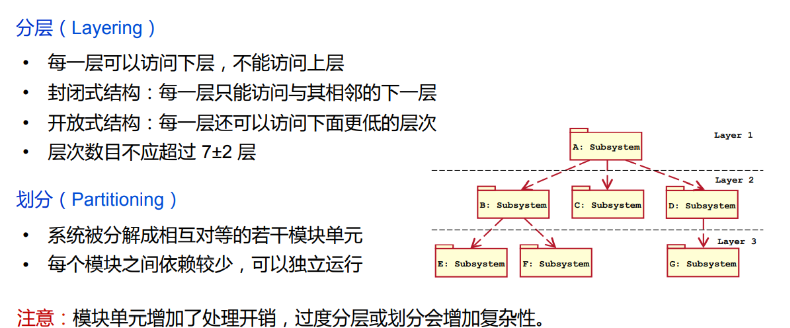 分层（Layering）
• 每一层可以访问下层，不能访问上层
• 封闭式结构：每一层只能访问与其相邻的下一层
• 开放式结构：每一层还可以访问下面更低的层次
• 层次数目不应超过 7±2 层
划分（Partitioning）
• 系统被分解成相互对等的若干模块单元
• 每个模块之间依赖较少，可以独立运行
A: Subsystem
Layer 1
B: Subsystem
C: Subsystem
D: Subsystem
Layer 2
E: Subsystem
F: Subsystem
G: Subsystem
Layer 3
注意：模块单元增加了处理开销，过度分层或划分会增加复杂性。